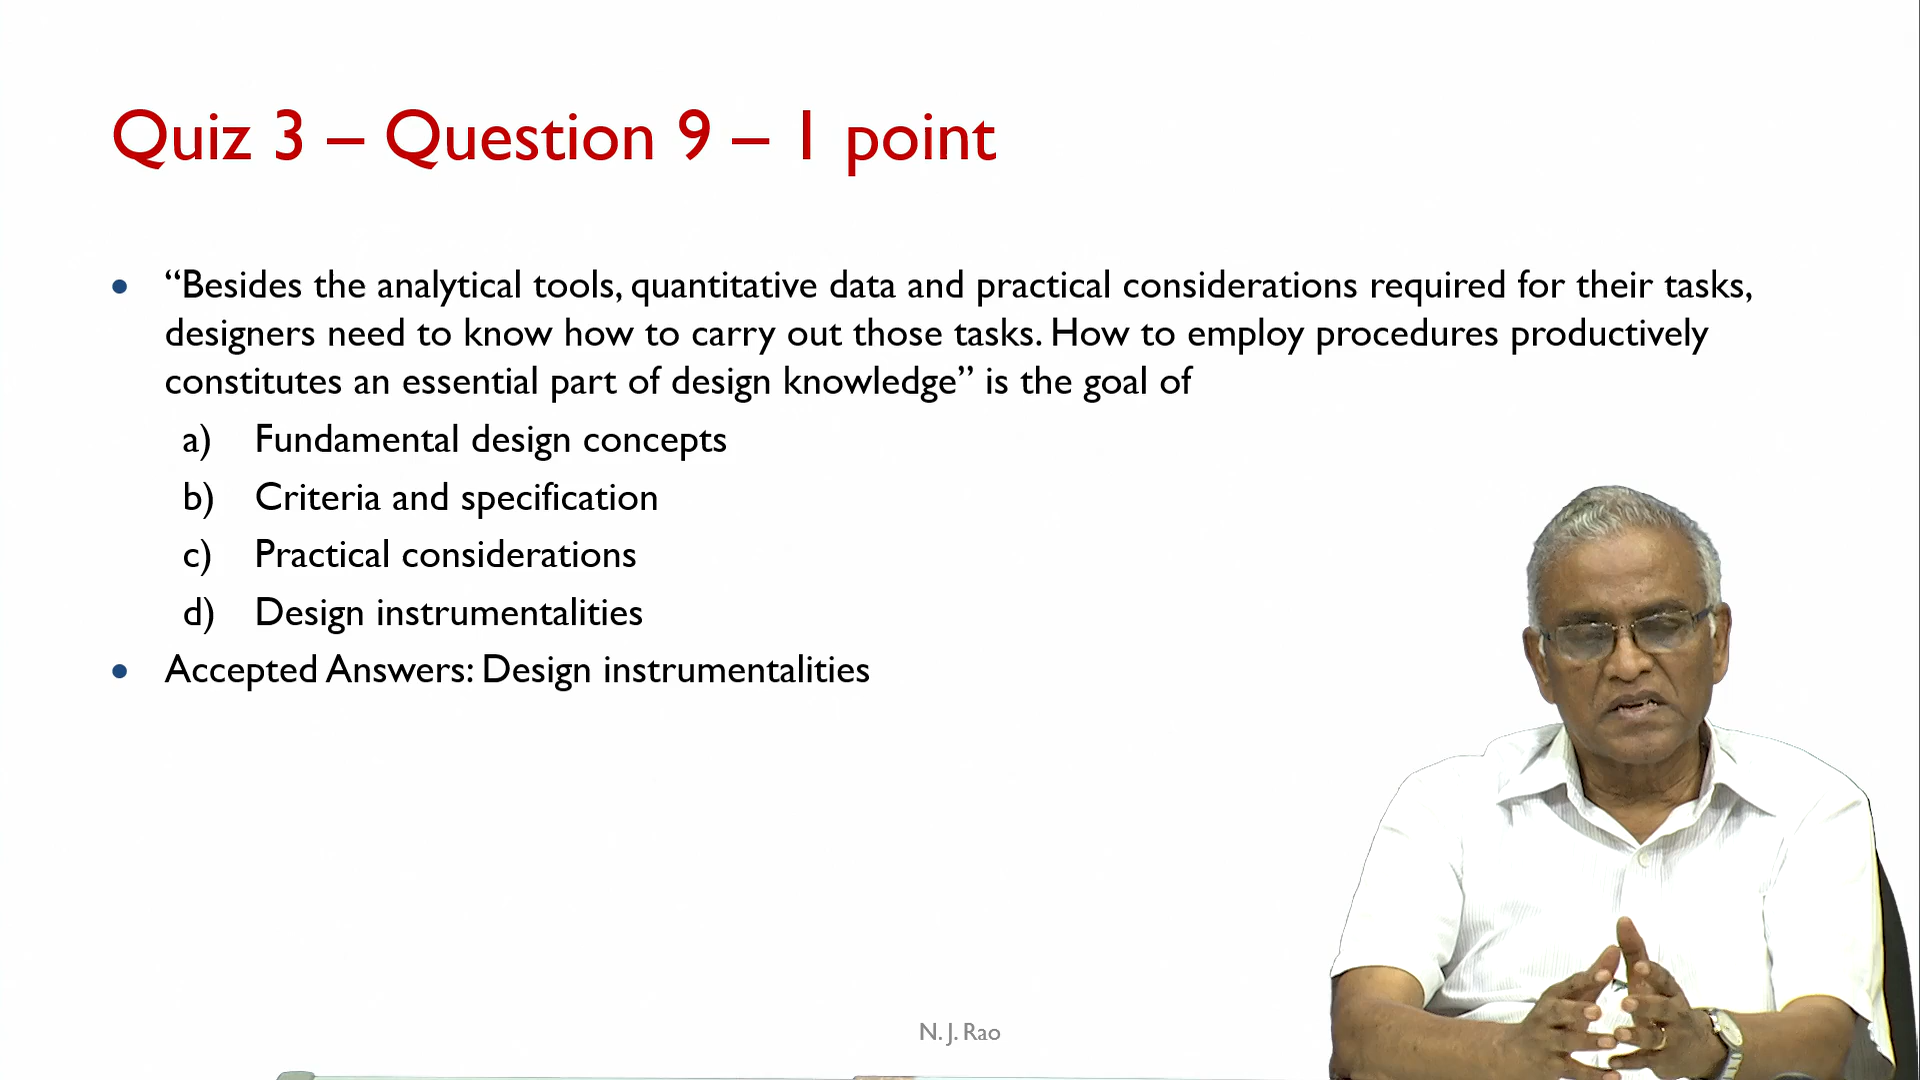 Quiz 3 – Question 9 – 1 point
• “Besides the analytical tools, quantitative data and practical considerations required for their tasks,
designers need to know how to carry out those tasks. How to employ procedures productively
constitutes an essential part of design knowledge” is the goal of
a) Fundamental design concepts
b) Criteria and specification
c) Practical considerations
d) Design instrumentalities
• Accepted Answers: Design instrumentalities
N. J. Rao